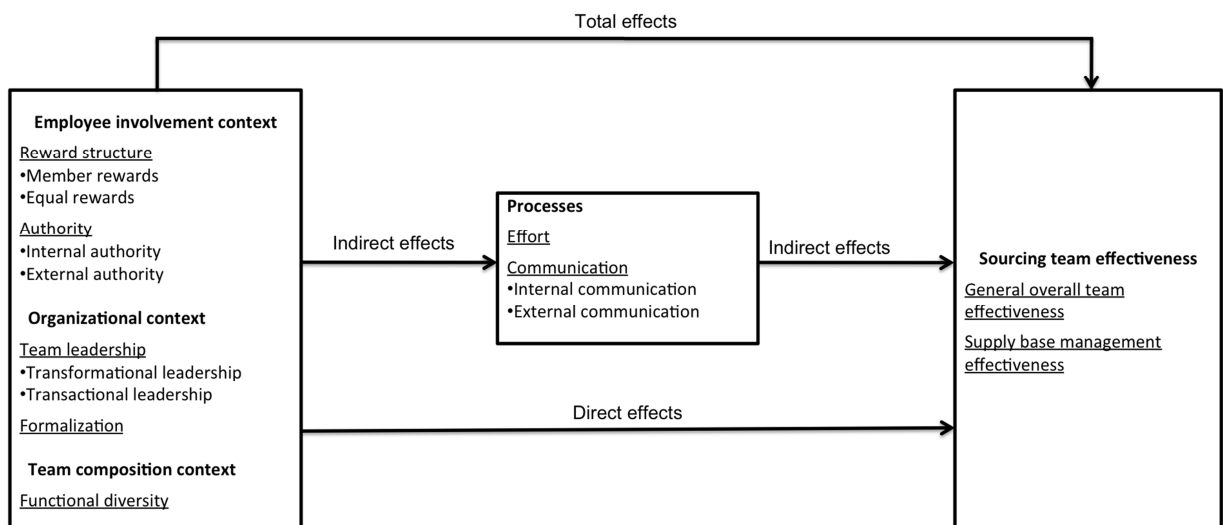 Total effects
Employee involvement context
Reward structure
•Member rewards
•Equal rewards
Authority
•Internal authority
•External authority
Organizational context
Team leadership
•Transformational leadership
•Transactional leadership
Formalization
Team composition context
Functional diversity
Indirect effects
Processes
Effort
Communication
•Internal communication
•External communication
Indirect effects
Direct effects
Sourcing team effectiveness
General overall team
effectiveness
Supply base management
effectiveness